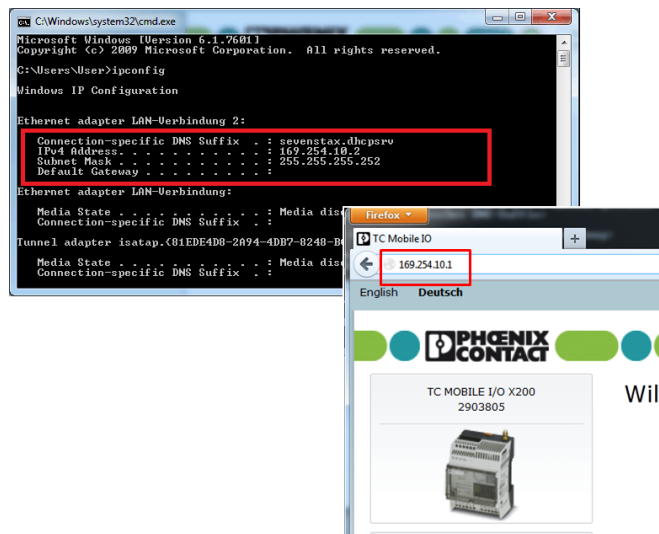 C:\Windows\system32\cmd.exe
Microsoft Windows [Version 6.1.7601]
Copyright (c) 2009 Microsoft Corporation.  All rights reserved.
C:\Users\User>ipconfig
Windows IP Configuration
Ethernet adapter LAN-Verbindung 2:
Connection-specific DNS Suffix  . : sevenstax.dhcpsrv
IPv4 Address. . . . . . . . . . . : 169.254.10.2
Subnet Mask . . . . . . . . . . . : 255.255.255.252
Default Gateway . . . . . . . . . :
Ethernet adapter LAN-Verbindung:
Media State . . . . . . . . . . . : Media
Connection-specific DNS Suffix  . :
Tunnel adapter isatap.{81EDE4D8-2A94-4DB7-8248-
Media State . . . . . . . . . . . : Media
Connection-specific DNS Suffix  . :
Firefox
TC Mobile IO
169.254.10.1
English Deutsch
PHŒNIX
CONTACT
TC MOBILE I/O X200
2903805
Wil